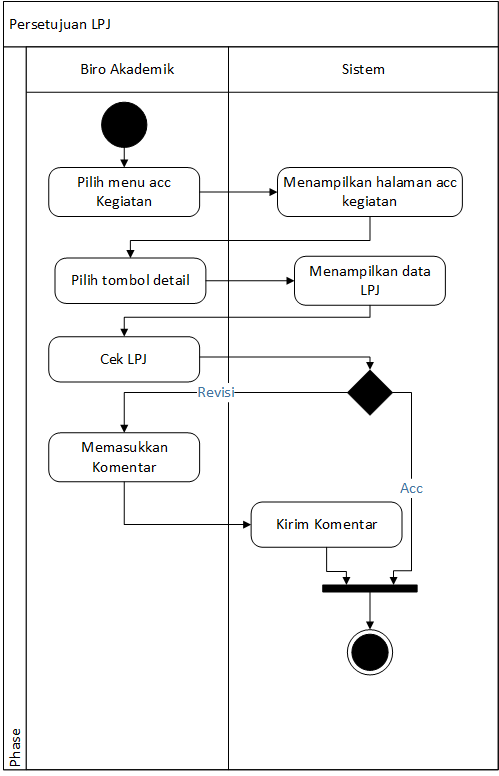 Persetujuan LPJ
Biro Akademik
Sistem
Pilih menu acc
Kegiatan
Menampilkan halaman acc
kegiatan
Pilih tombol detail
Menampilkan data
LPJ
Cek LPJ
Revisi
Memasukkan
Komentar
Acc
Kirim Komentar
Phase